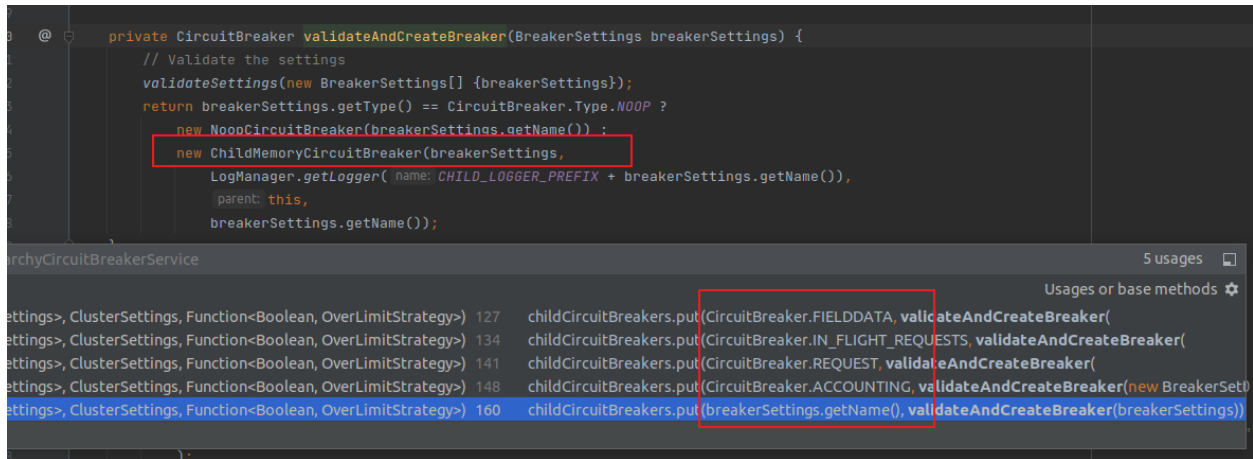 private CircuitBreaker validateAndCreateBreaker(BreakerSettings breakerSettings) {
// Validate the settings
validateSettings(new BreakerSettings[] {breakerSettings});
return breakerSettings.getType() == CircuitBreaker.Type.NOOP ?
new NoopCircuitBreaker(breakerSettings.getName()) :
new ChildMemoryCircuitBreaker(breakerSettings,
LogManager.getLogger( name: CHILD_LOGGER_PREFIX + breakerSettings.getName()),
parent: this,
breakerSettings.getName());
archyCircuitBreakerService 5 usages
Usages or base methods
ettings>, ClusterSettings, Function<Boolean, OverLimitStrategy>) 127 childCircuitBreakers.put(CircuitBreaker.FIELDDATA, validateAndCreateBreaker(
ettings>, ClusterSettings, Function<Boolean, OverLimitStrategy>) 134 childCircuitBreakers.put(CircuitBreaker.IN_FLIGHT_REQUESTS, validateAndCreateBreaker(
ettings>, ClusterSettings, Function<Boolean, OverLimitStrategy>) 141 childCircuitBreakers.put(CircuitBreaker.REQUEST, validateAndCreateBreaker(
ettings>, ClusterSettings, Function<Boolean, OverLimitStrategy>) 148 childCircuitBreakers.put(CircuitBreaker.ACCOUNTING, validateAndCreateBreaker(new BreakerSett
ettings>, ClusterSettings, Function<Boolean, OverLimitStrategy>) 160 childCircuitBreakers.put(breakerSettings.getName(), validateAndCreateBreaker(breakerSettings))
);